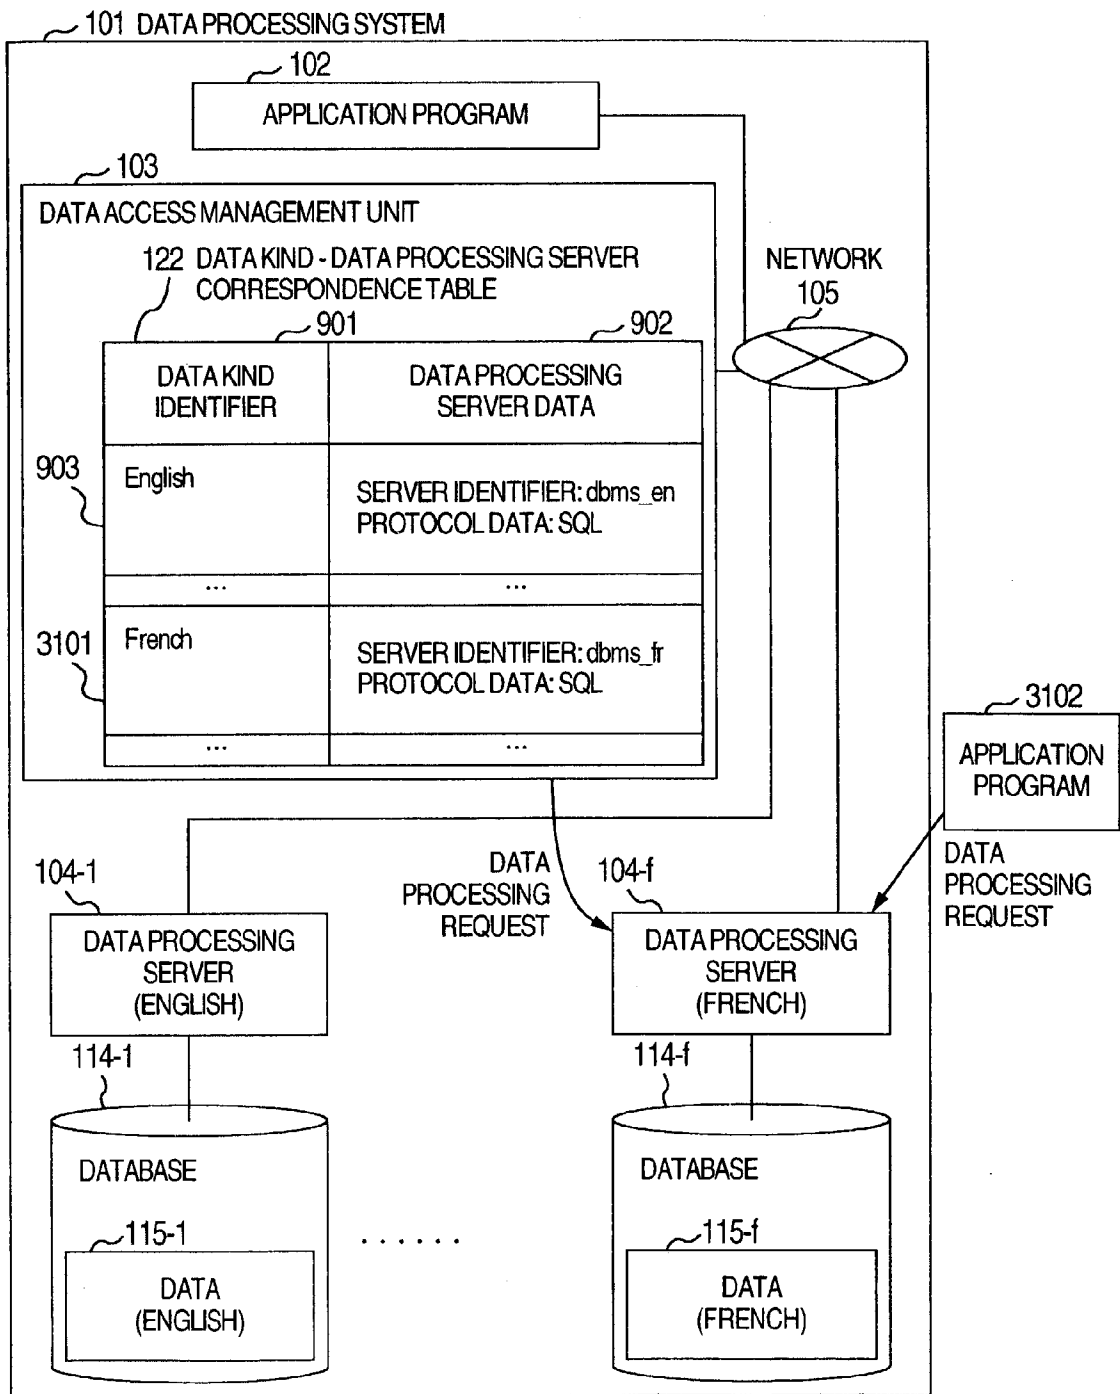 101 DATA PROCESSING SYSTEM
102
APPLICATION PROGRAM
103
DATA ACCESS MANAGEMENT UNIT
122 DATA KIND - DATA PROCESSING SERVER
CORRESPONDENCE TABLE
NETWORK
105
901
902
DATA KIND
IDENTIFIER
DATA PROCESSING
SERVER DATA
903
English
SERVER IDENTIFIER: dbms_en
PROTOCOL DATA: SQL
...
...
3101
French
SERVER IDENTIFIER: dbms_fr
PROTOCOL DATA: SQL
...
...
3102
APPLICATION
PROGRAM
DATA
PROCESSING
REQUEST
DATA
PROCESSING
REQUEST
104-1
DATA PROCESSING
SERVER
(ENGLISH)
104-f
DATA PROCESSING
SERVER
(FRENCH)
114-1
DATABASE
115-1
DATA
(ENGLISH)
......
114-f
DATABASE
115-f
DATA
(FRENCH)